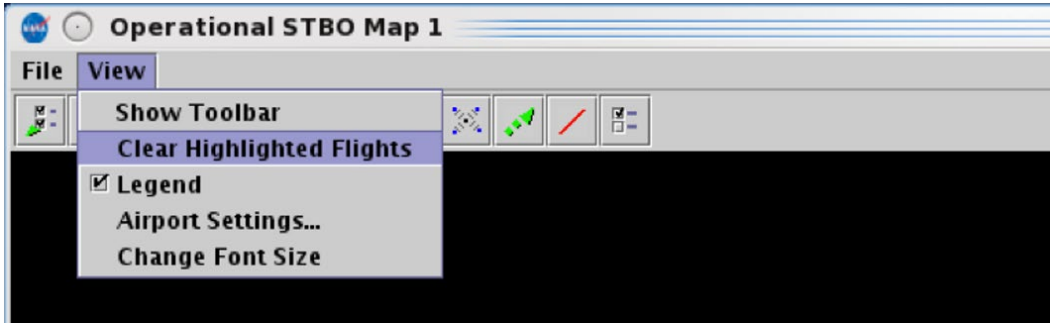 Operational STBO Map 1
File View
Show Toolbar
Clear Highlighted Flights
Legend
Airport Settings...
Change Font Size